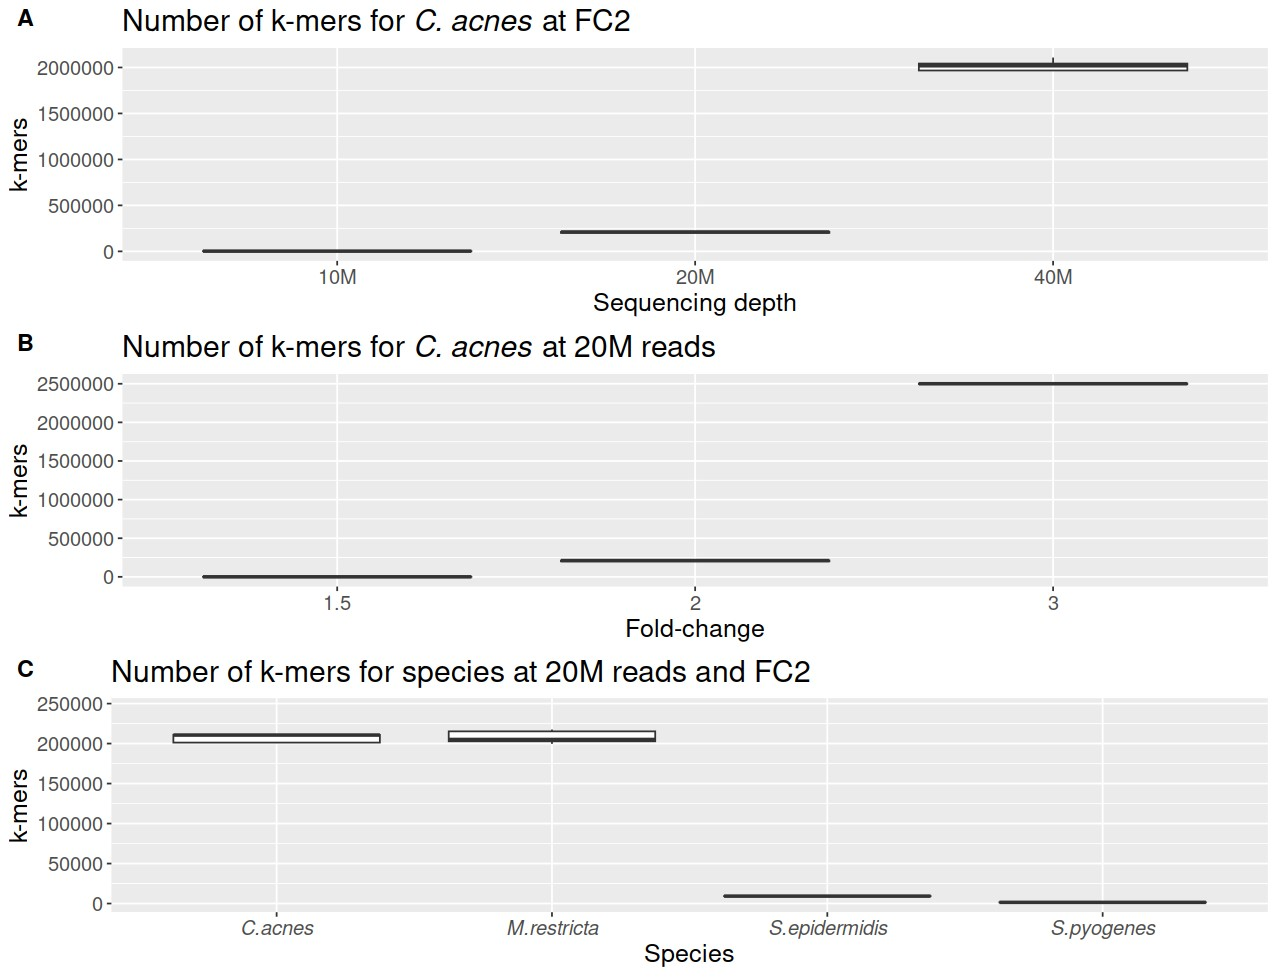 A
Number of k-mers for C. acnes at FC2
k-mers
2000000
1500000
1000000
500000
0
10M 20M 40M
Sequencing depth
B
Number of k-mers for C. acnes at 20M reads
k-mers
2500000
2000000
1500000
1000000
500000
0
1.5 2 3
Fold-change
C
Number of k-mers for species at 20M reads and FC2
k-mers
250000
200000
150000
100000
50000
0
C.acnes M.restricta S.epidermidis S.pyogenes
Species